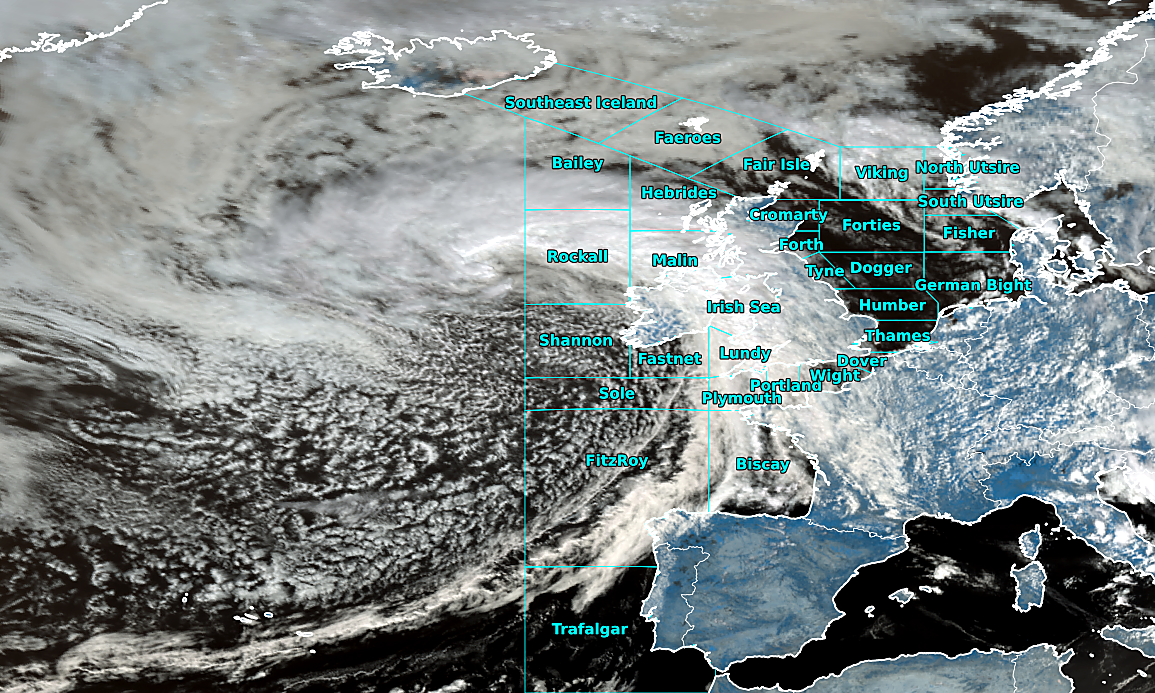 Southeast Iceland
Faeroes
Bailey
Fair Isle
Viking
North Utsire
Hebrides
South Utsire
Cromarty
Forties
Fisher
Forth
Rockall
Malin
Tyne
Dogger
German Bight
Irish Sea
Humber
Shannon
Thames
Fastnet
Lundy
Dover
Wight
Portland
Sole
Plymouth
FitzRoy
Biscay
Trafalgar